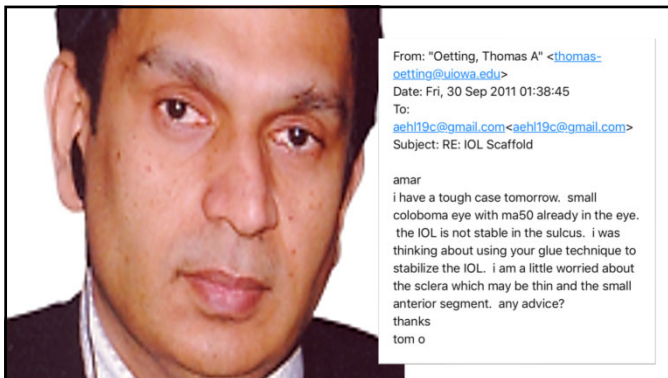 From: "Oetting, Thomas A" <thomas-
oetting@uiowa.edu>
Date: Fri, 30 Sep 2011 01:38:45
To:
aehl19c@gmail.com<aehl19c@gmail.com>
Subject: RE: IOL Scaffold
amar
i have a tough case tomorrow.  small
coloboma eye with ma50 already in the eye.
the IOL is not stable in the sulcus.  i was
thinking about using your glue technique to
stabilize the IOL.  i am a little worried about
the sclera which may be thin and the small
anterior segment.  any advice?
thanks
tom o